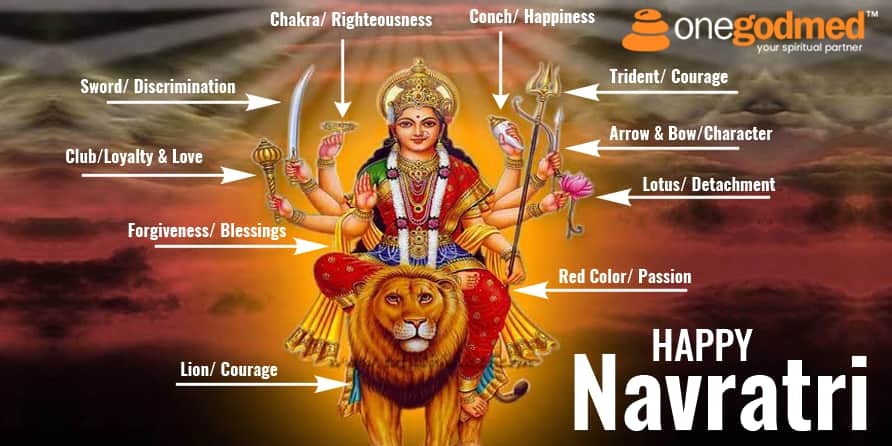 Chakra/ Righteousness
Conch/ Happiness
onegodmed™
your spiritual partner
Sword/ Discrimination
Trident/ Courage
Club/Loyalty & Love
Arrow & Bow/Character
Lotus/ Detachment
Forgiveness/ Blessings
Red Color/ Passion
Lion/ Courage
HAPPY
Navratri